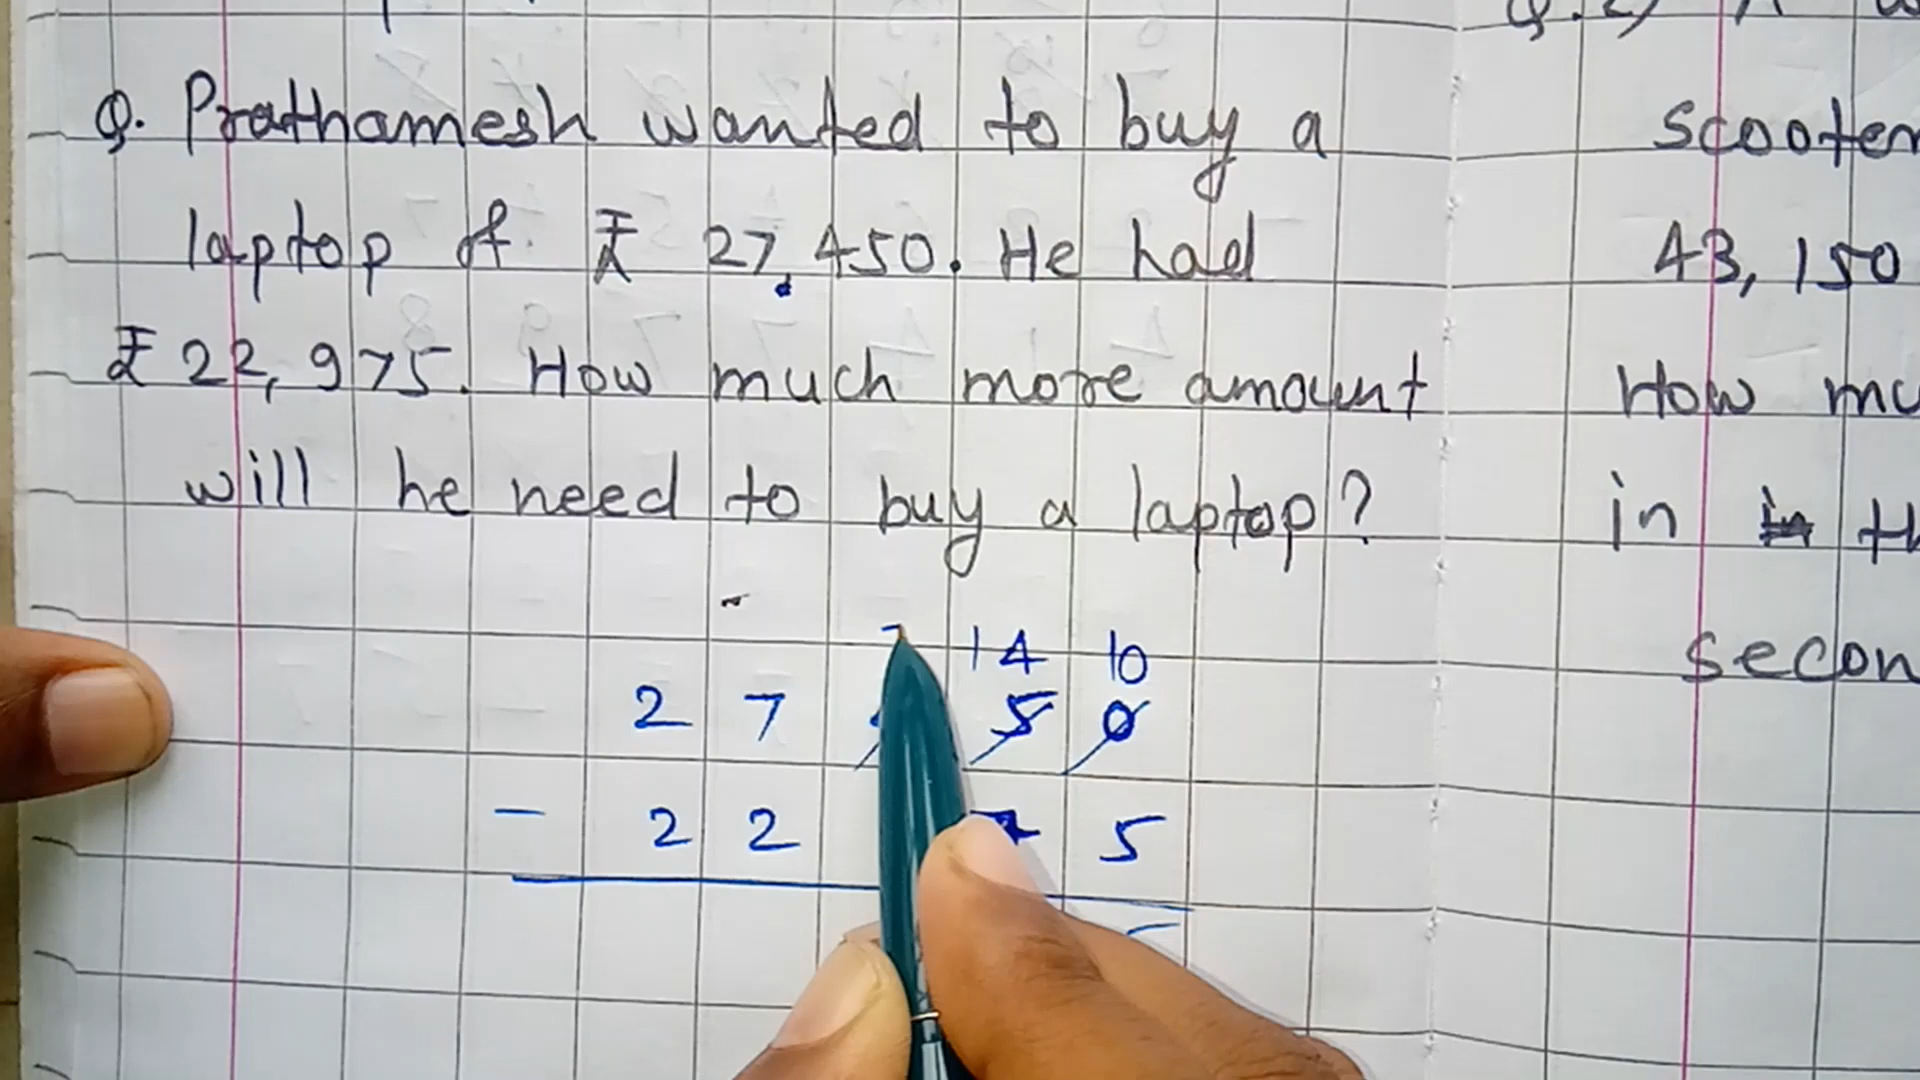 Q. Prathamesh wanted to buy a
laptop of ₹ 27,450. He had
₹ 22,975. How much more amount
will he need to buy a laptop?
14 10
2 7 5 0
- 2 2 7 5
scooter
43,150
How
in